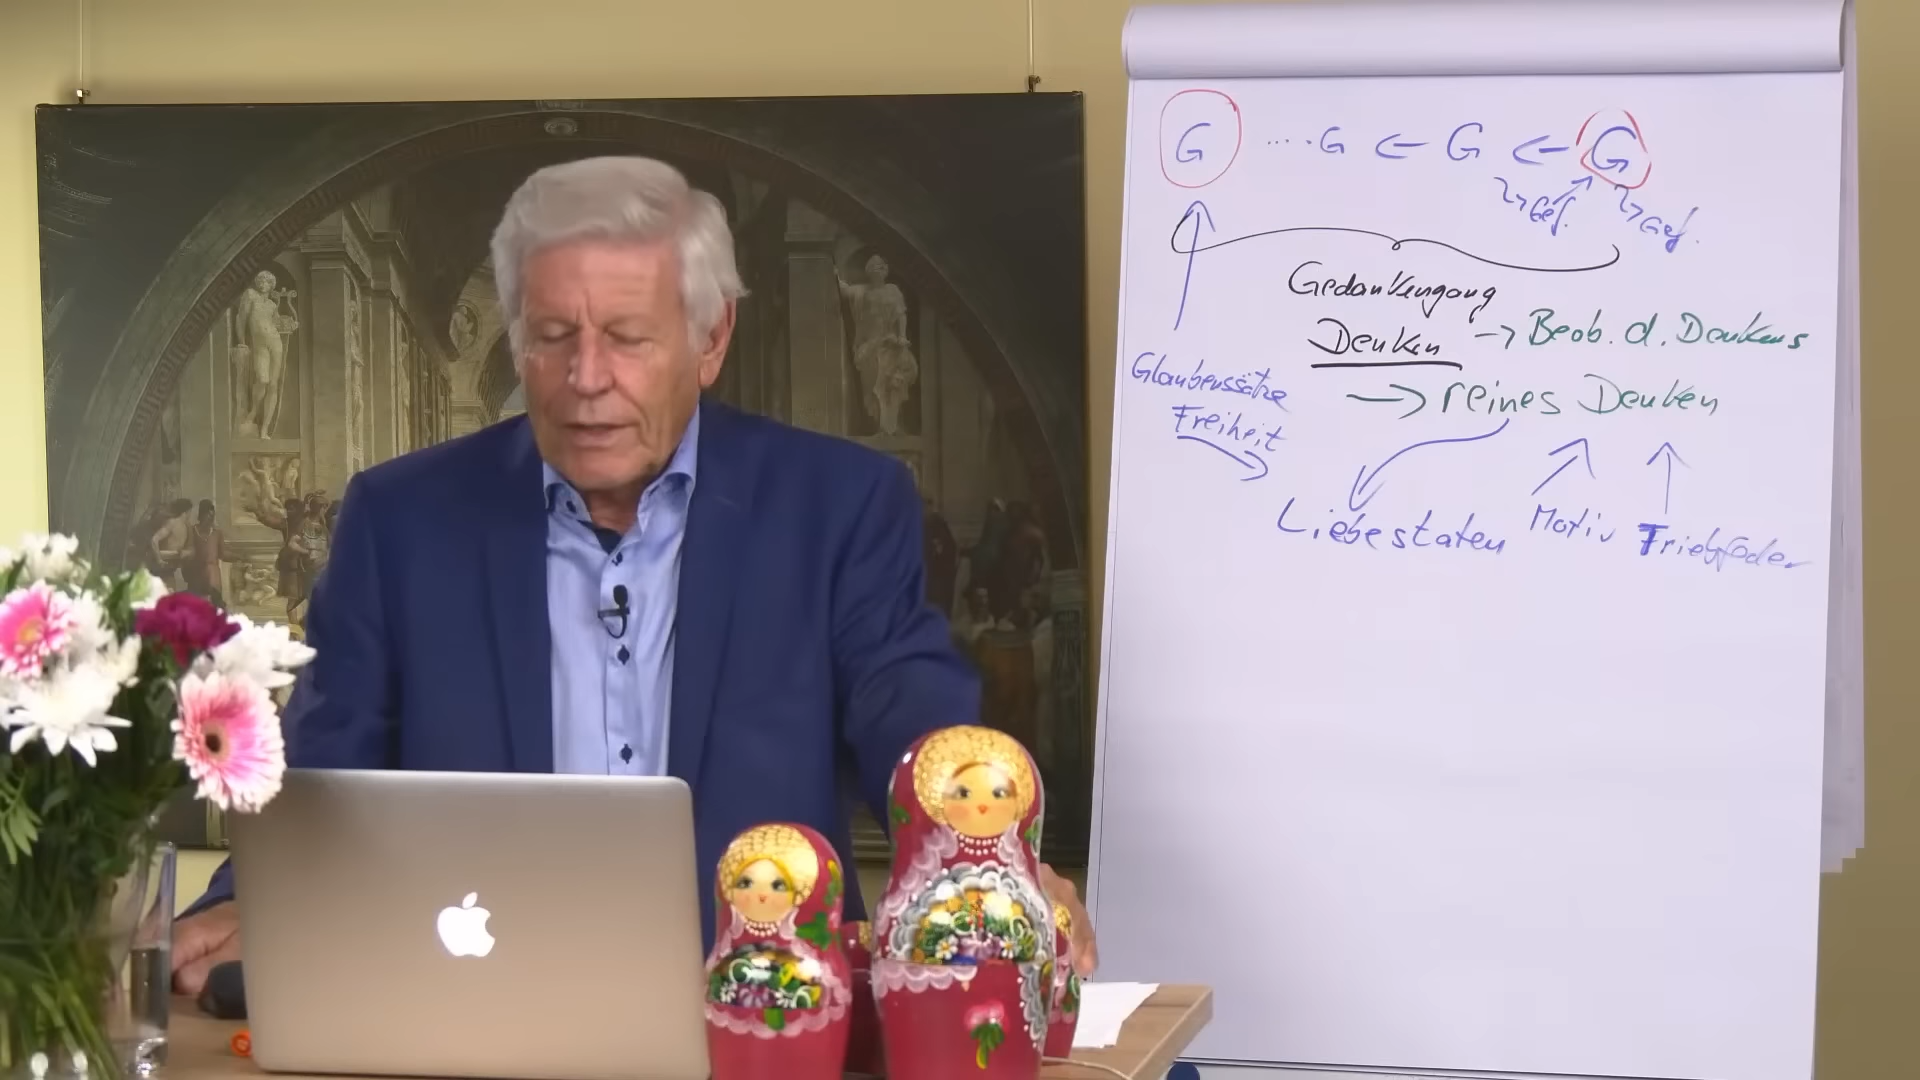 G ....G ← G ← G
→ Gef. → Gef.
Gedankengang
Denken → Beob. d. Denkens
→ reines Denken
Glaubenssätze
Freiheit
Liebestaten Motiv Triebfeder